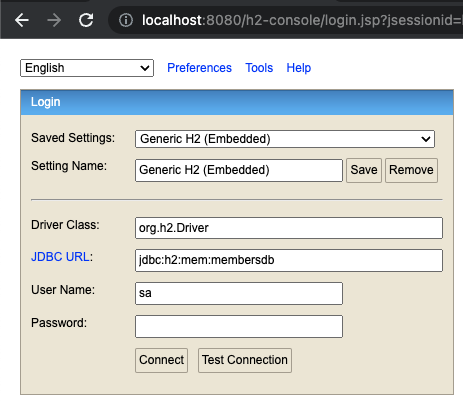 localhost:8080/h2-console/login.jsp?jsessionid=
English Preferences Tools Help
Login
Saved Settings: Generic H2 (Embedded)
Setting Name: Generic H2 (Embedded) Save Remove
Driver Class: org.h2.Driver
JDBC URL: jdbc:h2:mem:membersdb
User Name: sa
Password:
Connect Test Connection